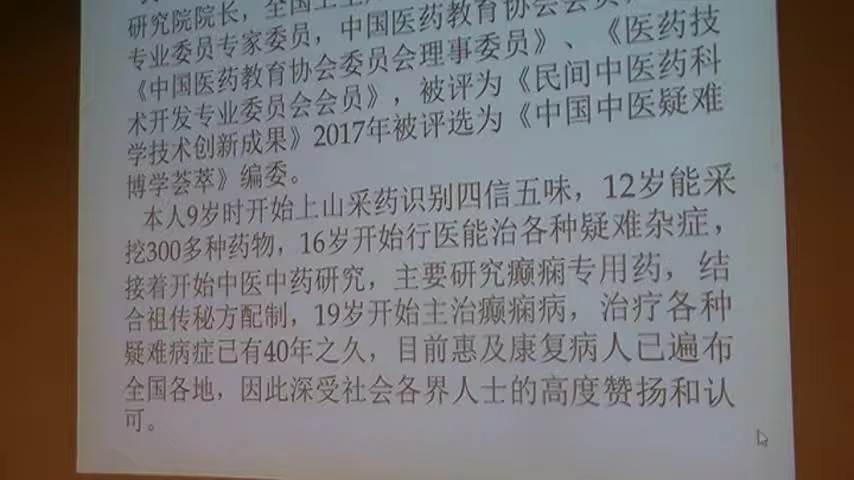 研究院院长，全国
专业委员专家委员，中国医药教育协会会员，
《中国医药教育协会委员会理事委员》、《医药技
术开发专业委员会会员》，被评为《民间中医药科
学技术创新成果》2017年被评选为《中国中医疑难
博学荟萃》编委。
本人9岁时开始上山采药识别四信五味，12岁能采
挖300多种药物，16岁开始行医能治各种疑难杂症，
接着开始中医中药研究，主要研究癫痫专用药，结
合祖传秘方配制，19岁开始主治癫痫病，治疗各种
疑难病症已有40年之久，目前惠及康复病人已遍布
全国各地，因此深受社会各界人士的高度赞扬和认
可。